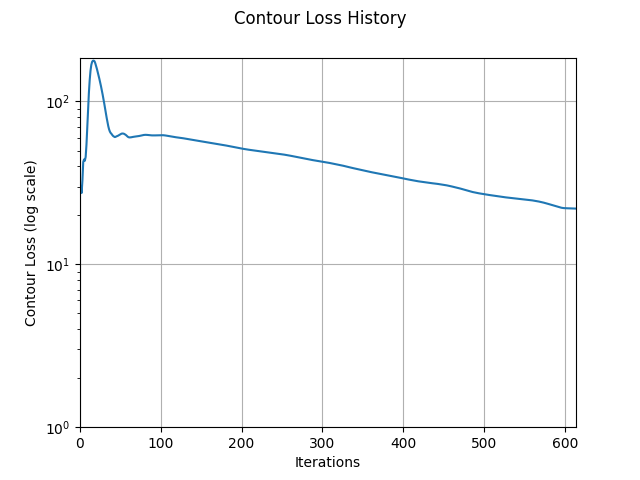 Contour Loss History
Contour Loss (log scale)
10²
10¹
10⁰
0 100 200 300 400 500 600
Iterations